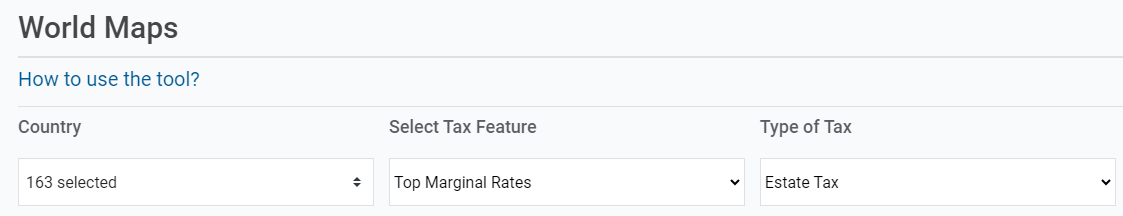 World Maps
How to use the tool?
Country Select Tax Feature Type of Tax
163 selected Top Marginal Rates Estate Tax